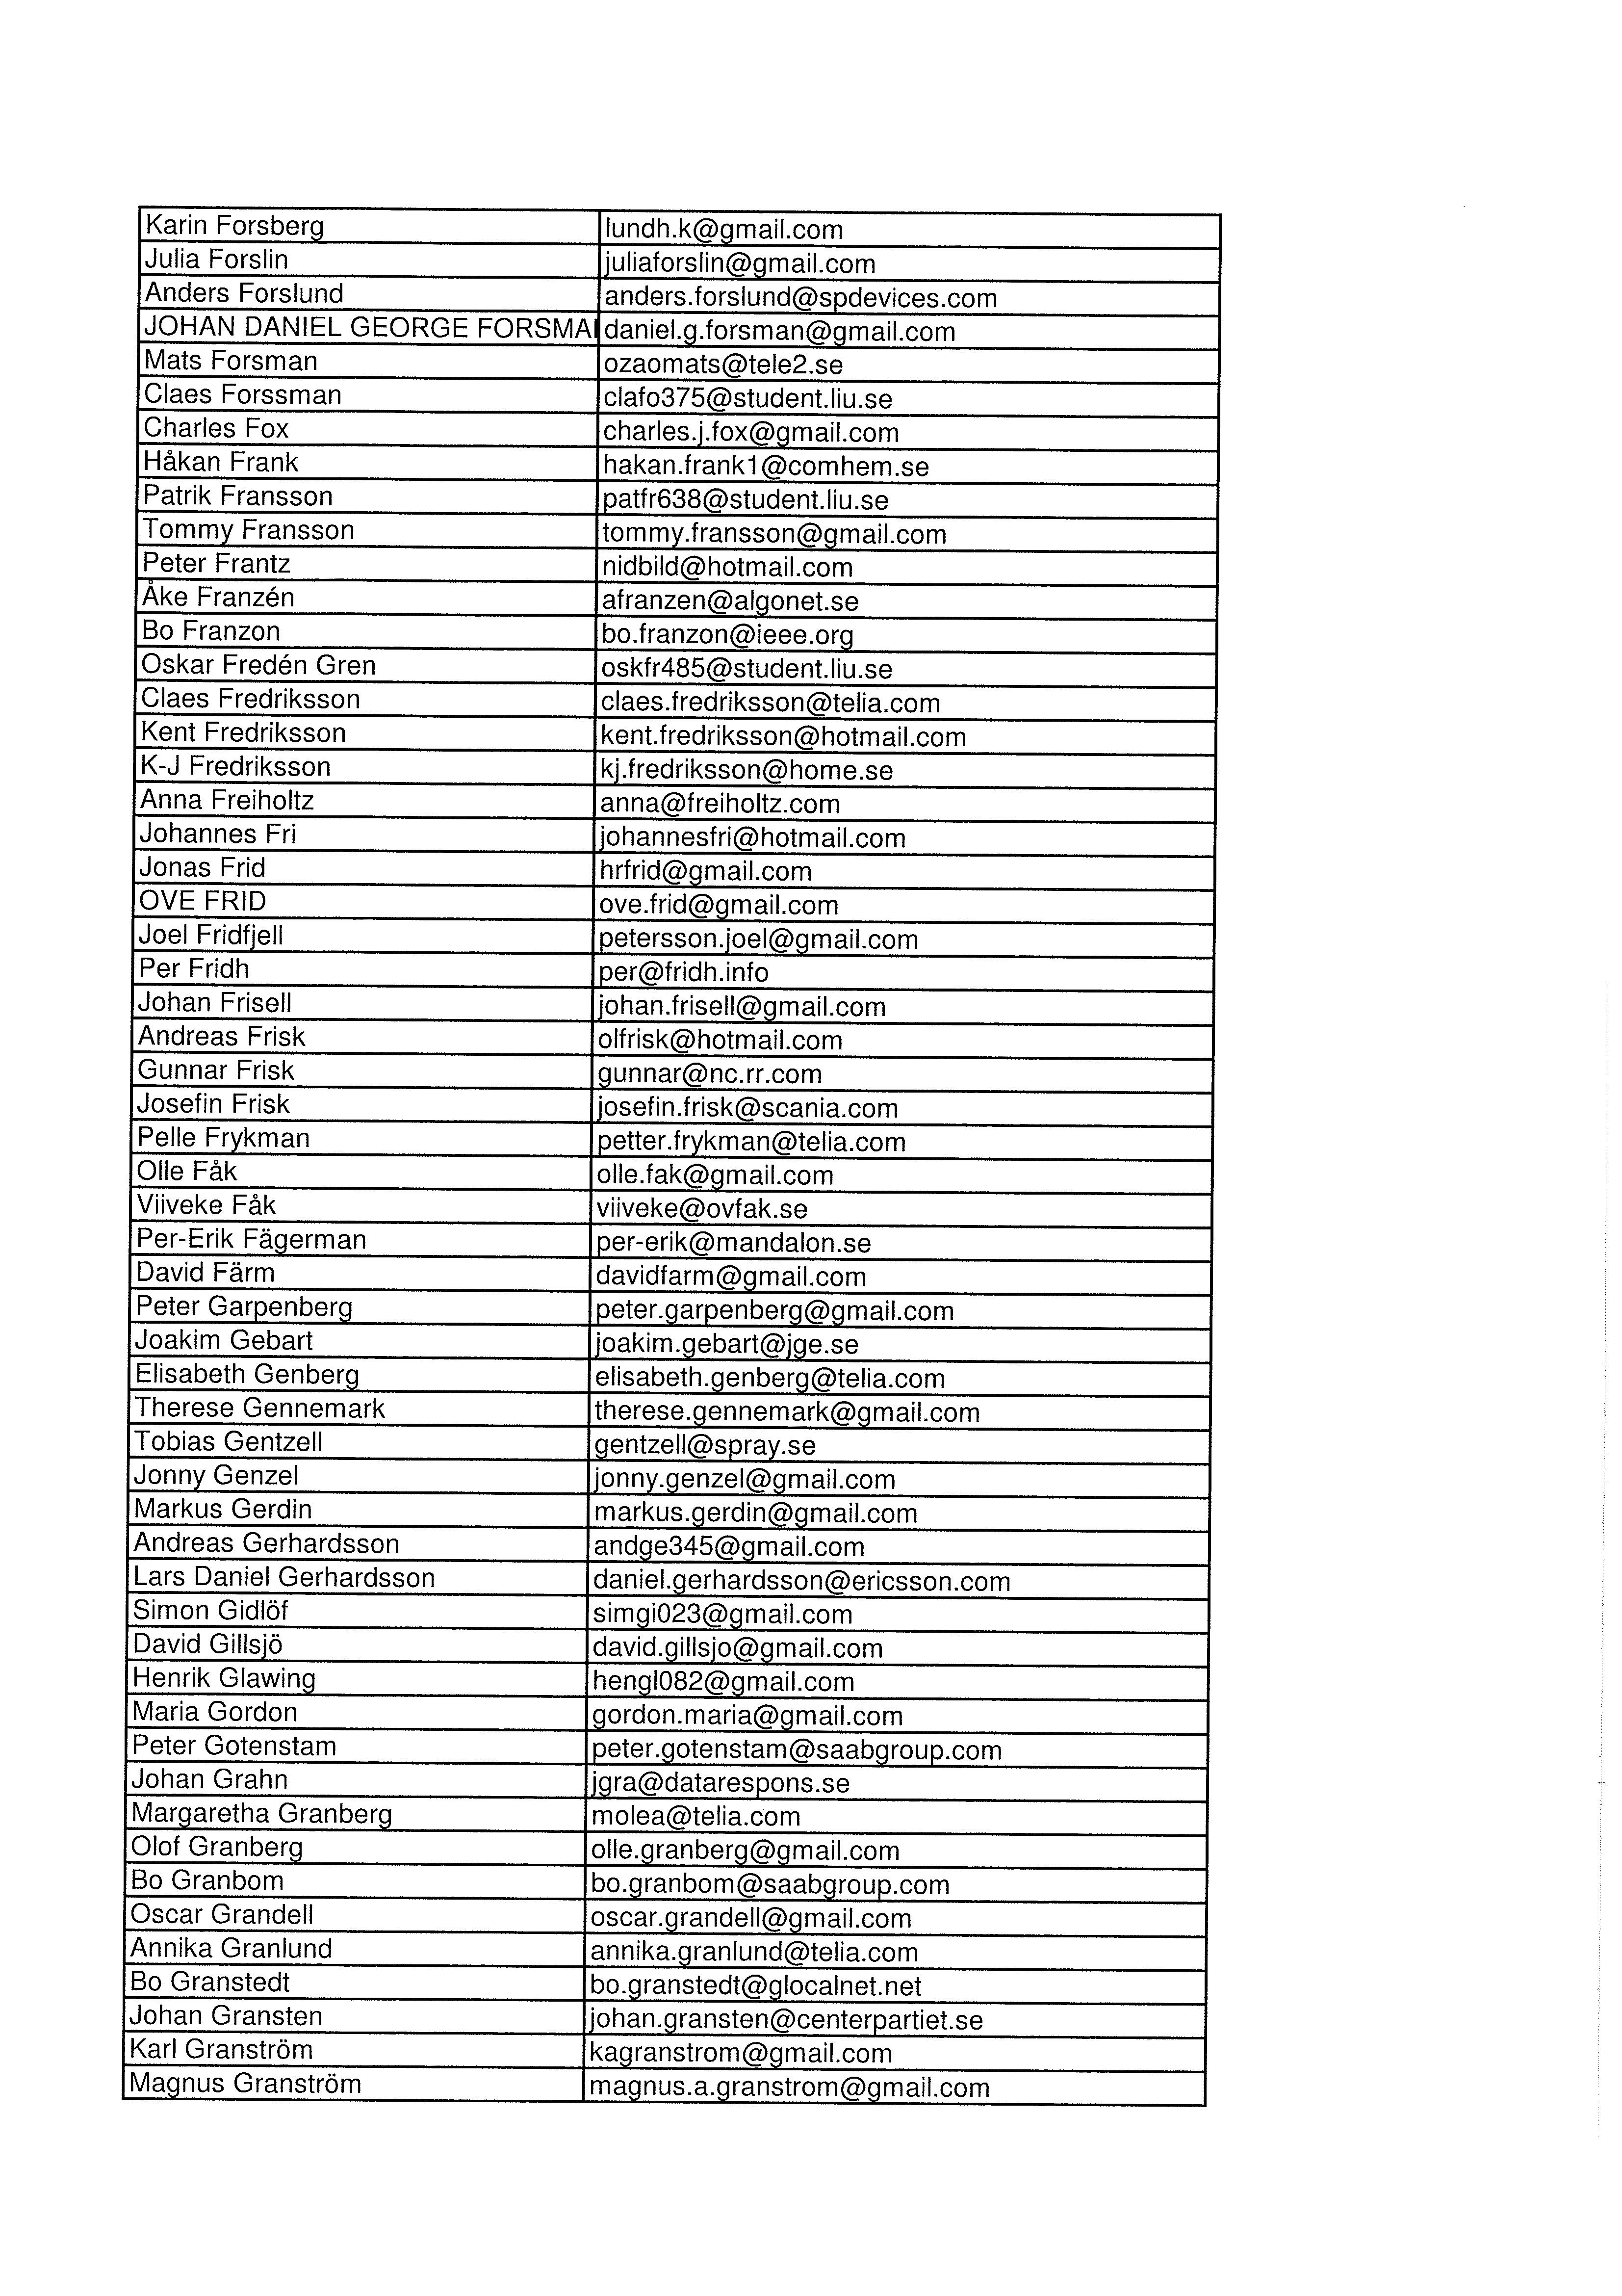 Karin Forsberg lundh.k@gmail.com
Julia Forslin juliaforslin@gmail.com
Anders Forslund anders.forslund@spdevices.com
JOHAN DANIEL GEORGE FORSMA daniel.g.forsman@gmail.com
Mats Forsman ozaomats@tele2.se
Claes Forssman clafo375@student.liu.se
Charles Fox charles.j.fox@gmail.com
Håkan Frank hakan.frank1@comhem.se
Patrik Fransson patfr638@student.liu.se
Tommy Fransson tommy.fransson@gmail.com
Peter Frantz nidbild@hotmail.com
Åke Franzén afranzen@algonet.se
Bo Franzon bo.franzon@ieee.org
Oskar Fredén Gren oskfr485@student.liu.se
Claes Fredriksson claes.fredriksson@telia.com
Kent Fredriksson kent.fredriksson@hotmail.com
K-J Fredriksson kj.fredriksson@home.se
Anna Freiholtz anna@freiholtz.com
Johannes Fri johannesfri@hotmail.com
Jonas Frid hrfrid@gmail.com
OVE FRID ove.frid@gmail.com
Joel Fridfjell petersson.joel@gmail.com
Per Fridh per@fridh.info
Johan Frisell johan.frisell@gmail.com
Andreas Frisk olfrisk@hotmail.com
Gunnar Frisk gunnar@nc.rr.com
Josefin Frisk josefin.frisk@scania.com
Pelle Frykman petter.frykman@telia.com
Olle Fåk olle.fak@gmail.com
Viiveke Fåk viiveke@ovfak.se
Per-Erik Fägerman per-erik@mandalon.se
David Färm davidfarm@gmail.com
Peter Garpenberg peter.garpenberg@gmail.com
Joakim Gebart joakim.gebart@jge.se
Elisabeth Genberg elisabeth.genberg@telia.com
Therese Gennemark therese.gennemark@gmail.com
Tobias Gentzell gentzell@spray.se
Jonny Genzel jonny.genzel@gmail.com
Markus Gerdin markus.gerdin@gmail.com
Andreas Gerhardsson andge345@gmail.com
Lars Daniel Gerhardsson daniel.gerhardsson@ericsson.com
Simon Gidlöf simgi023@gmail.com
David Gillsjö david.gillsjo@gmail.com
Henrik Glawing hengl082@gmail.com
Maria Gordon gordon.maria@gmail.com
Peter Gotenstam peter.gotenstam@saabgroup.com
Johan Grahn jgra@datarespons.se
Margaretha Granberg molea@telia.com
Olof Granberg olle.granberg@gmail.com
Bo Granbom bo.granbom@saabgroup.com
Oscar Grandell oscar.grandell@gmail.com
Annika Granlund annika.granlund@telia.com
Bo Granstedt bo.granstedt@glocalnet.net
Johan Gransten johan.gransten@centerpartiet.se
Karl Granström kagranstrom@gmail.com
Magnus Granström magnus.a.granstrom@gmail.com